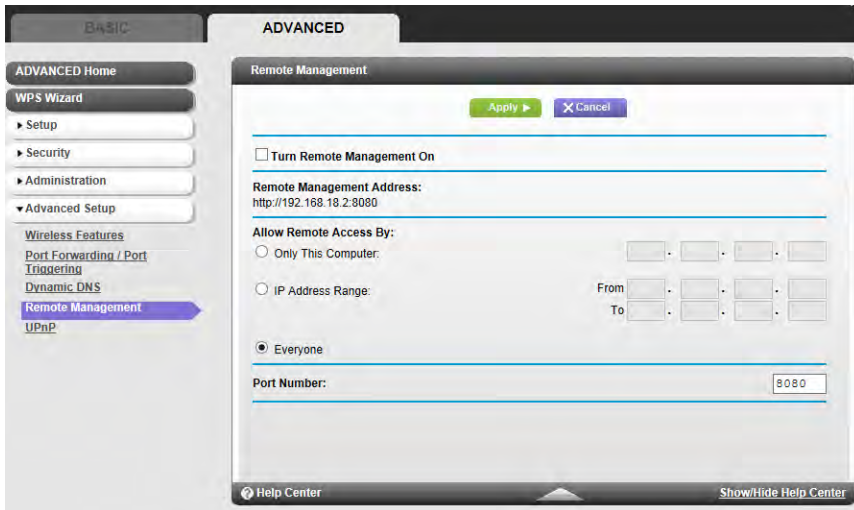 BASIC
ADVANCED
ADVANCED Home
WPS Wizard
Setup
Security
Administration
Advanced Setup
Wireless Features
Port Forwarding / Port
Triggering
Dynamic DNS
Remote Management
UPnP
Remote Management
Apply
Cancel
Turn Remote Management On
Remote Management Address:
http://192.168.18.2:8080
Allow Remote Access By:
Only This Computer: . . .
IP Address Range: From . . .
To . . .
Everyone
Port Number: 8080
Help Center Show/Hide Help Center